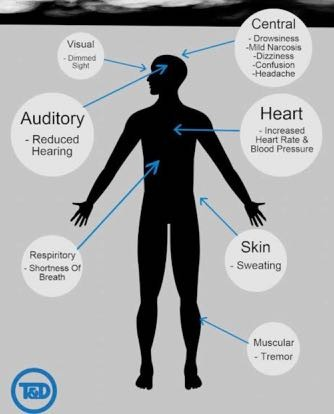 Visual
- Dimmed
Sight
Central
- Drowsiness
-Mild Narcosis
-Dizziness
-Confusion
-Headache
Auditory
- Reduced
Hearing
Heart
- Increased
Heart Rate &
Blood Pressure
Respiritory
- Shortness Of
Breath
Skin
- Sweating
Muscular
- Tremor
T&D